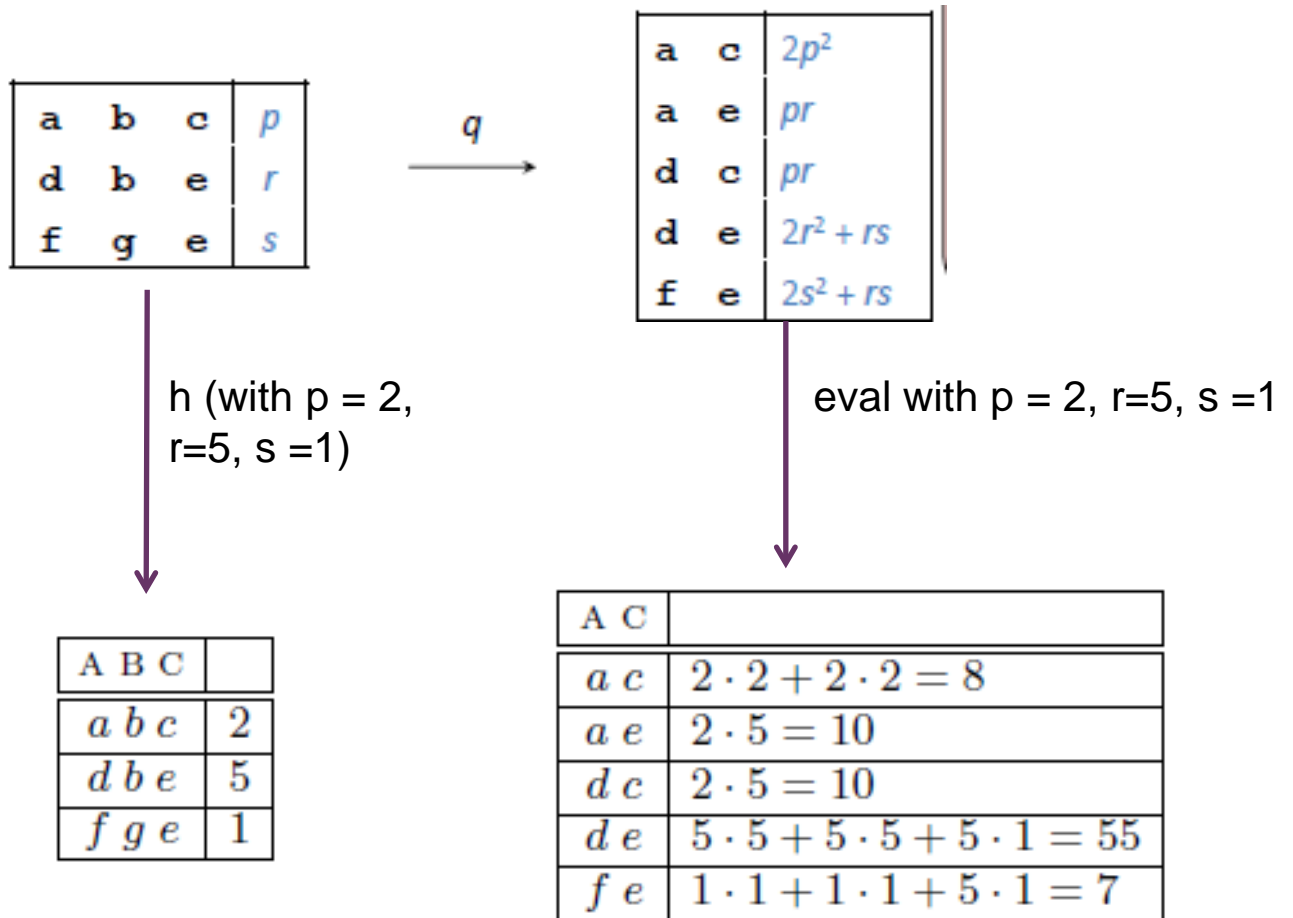 a b c p
d b e r
f g e s
q
a c 2p²
a e pr
d c pr
d e 2r² + rs
f e 2s² + rs
h (with p = 2,
r=5, s =1)
eval with p = 2, r=5, s =1
A B C
a b c 2
d b e 5
f g e 1
A C
a c 2 · 2 + 2 · 2 = 8
a e 2 · 5 = 10
d c 2 · 5 = 10
d e 5 · 5 + 5 · 5 + 5 · 1 = 55
f e 1 · 1 + 1 · 1 + 5 · 1 = 7